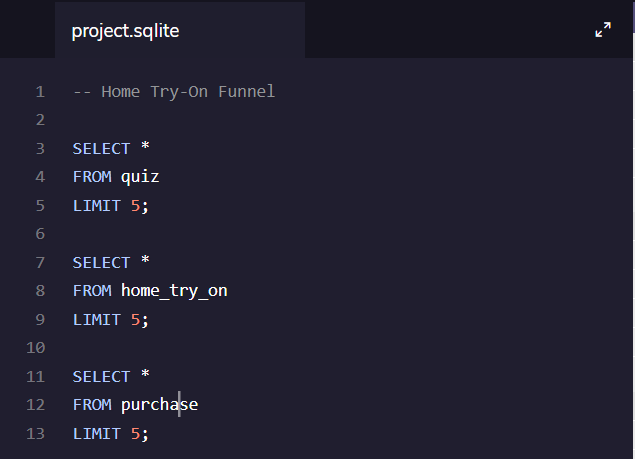 project.sqlite
1 -- Home Try-On Funnel
2
3 SELECT *
4 FROM quiz
5 LIMIT 5;
6
7 SELECT *
8 FROM home_try_on
9 LIMIT 5;
10
11 SELECT *
12 FROM purchase
13 LIMIT 5;